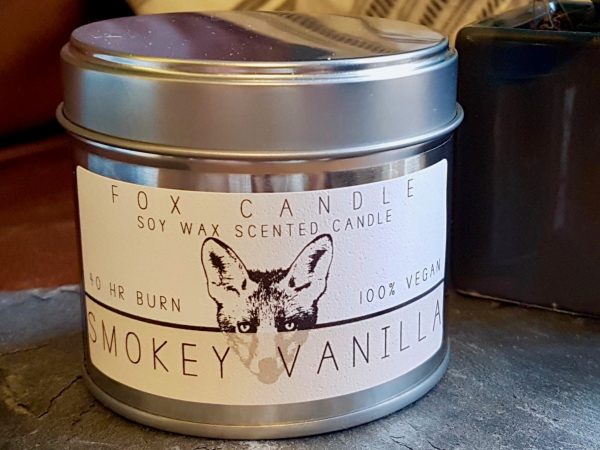 FOX CANDLE
SOY WAX SCENTED CANDLE
40 HR BURN
100% VEGAN
SMOKEY VANILLA